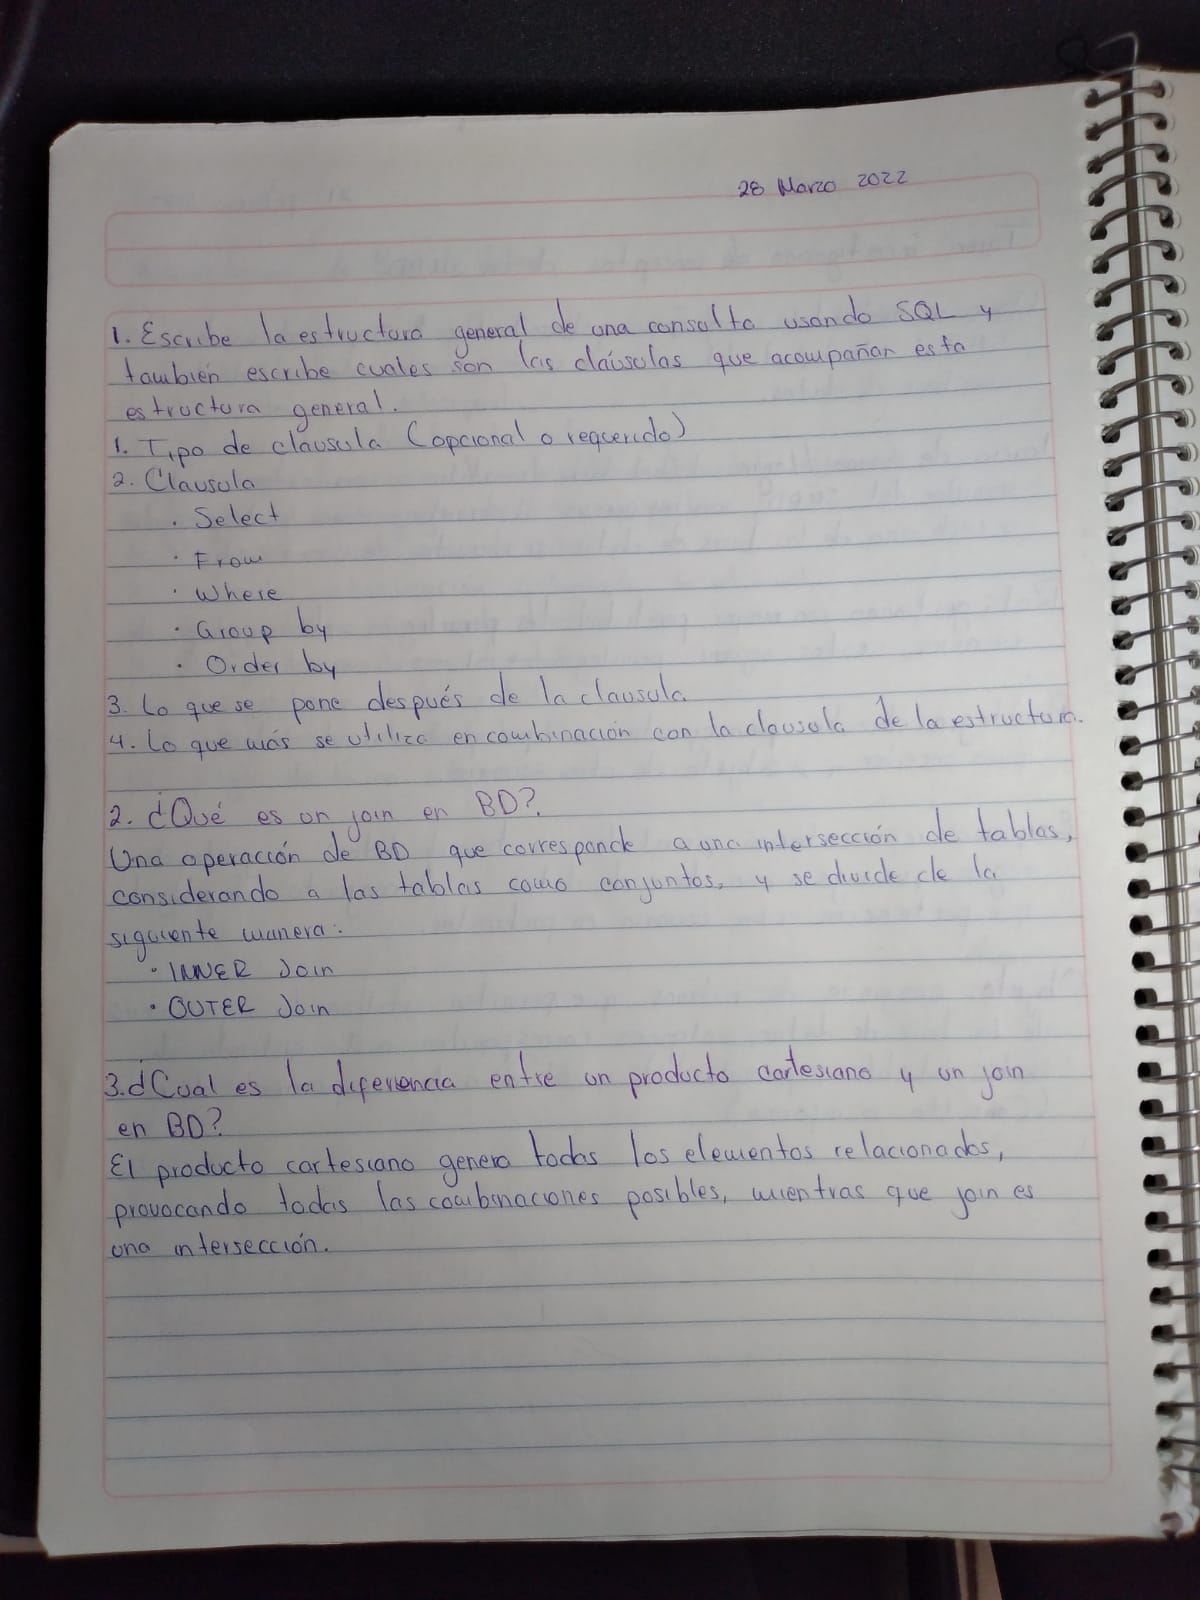 28 Marzo 2022
1. Escribe la estructura general de una consulta usando SQL y
también escribe cuales son las claúsulas que acompañan esta
estructura general.
1. Tipo de cláusula (opcional o requerido)
2. Clausula
· Select
· From
· Where
· Group by
· Order by
3. Lo que se pone después de la clausula.
4. Lo que más se utiliza en combinación con la clausola de la estructura.
2. ¿Qué es un join en BD?
Una operación de BD que corresponde a una intersección de tablas,
considerando a las tablas como conjuntos, y se divide de la
siguiente manera:
· INNER Join
· OUTER Join
3. ¿Cual es la diferencia entre un producto cartesiano y un join
en BD?
El producto cartesiano genera todos los elementos relacionados,
provocando todas las combinaciones posibles, mientras que join es
una intersección.